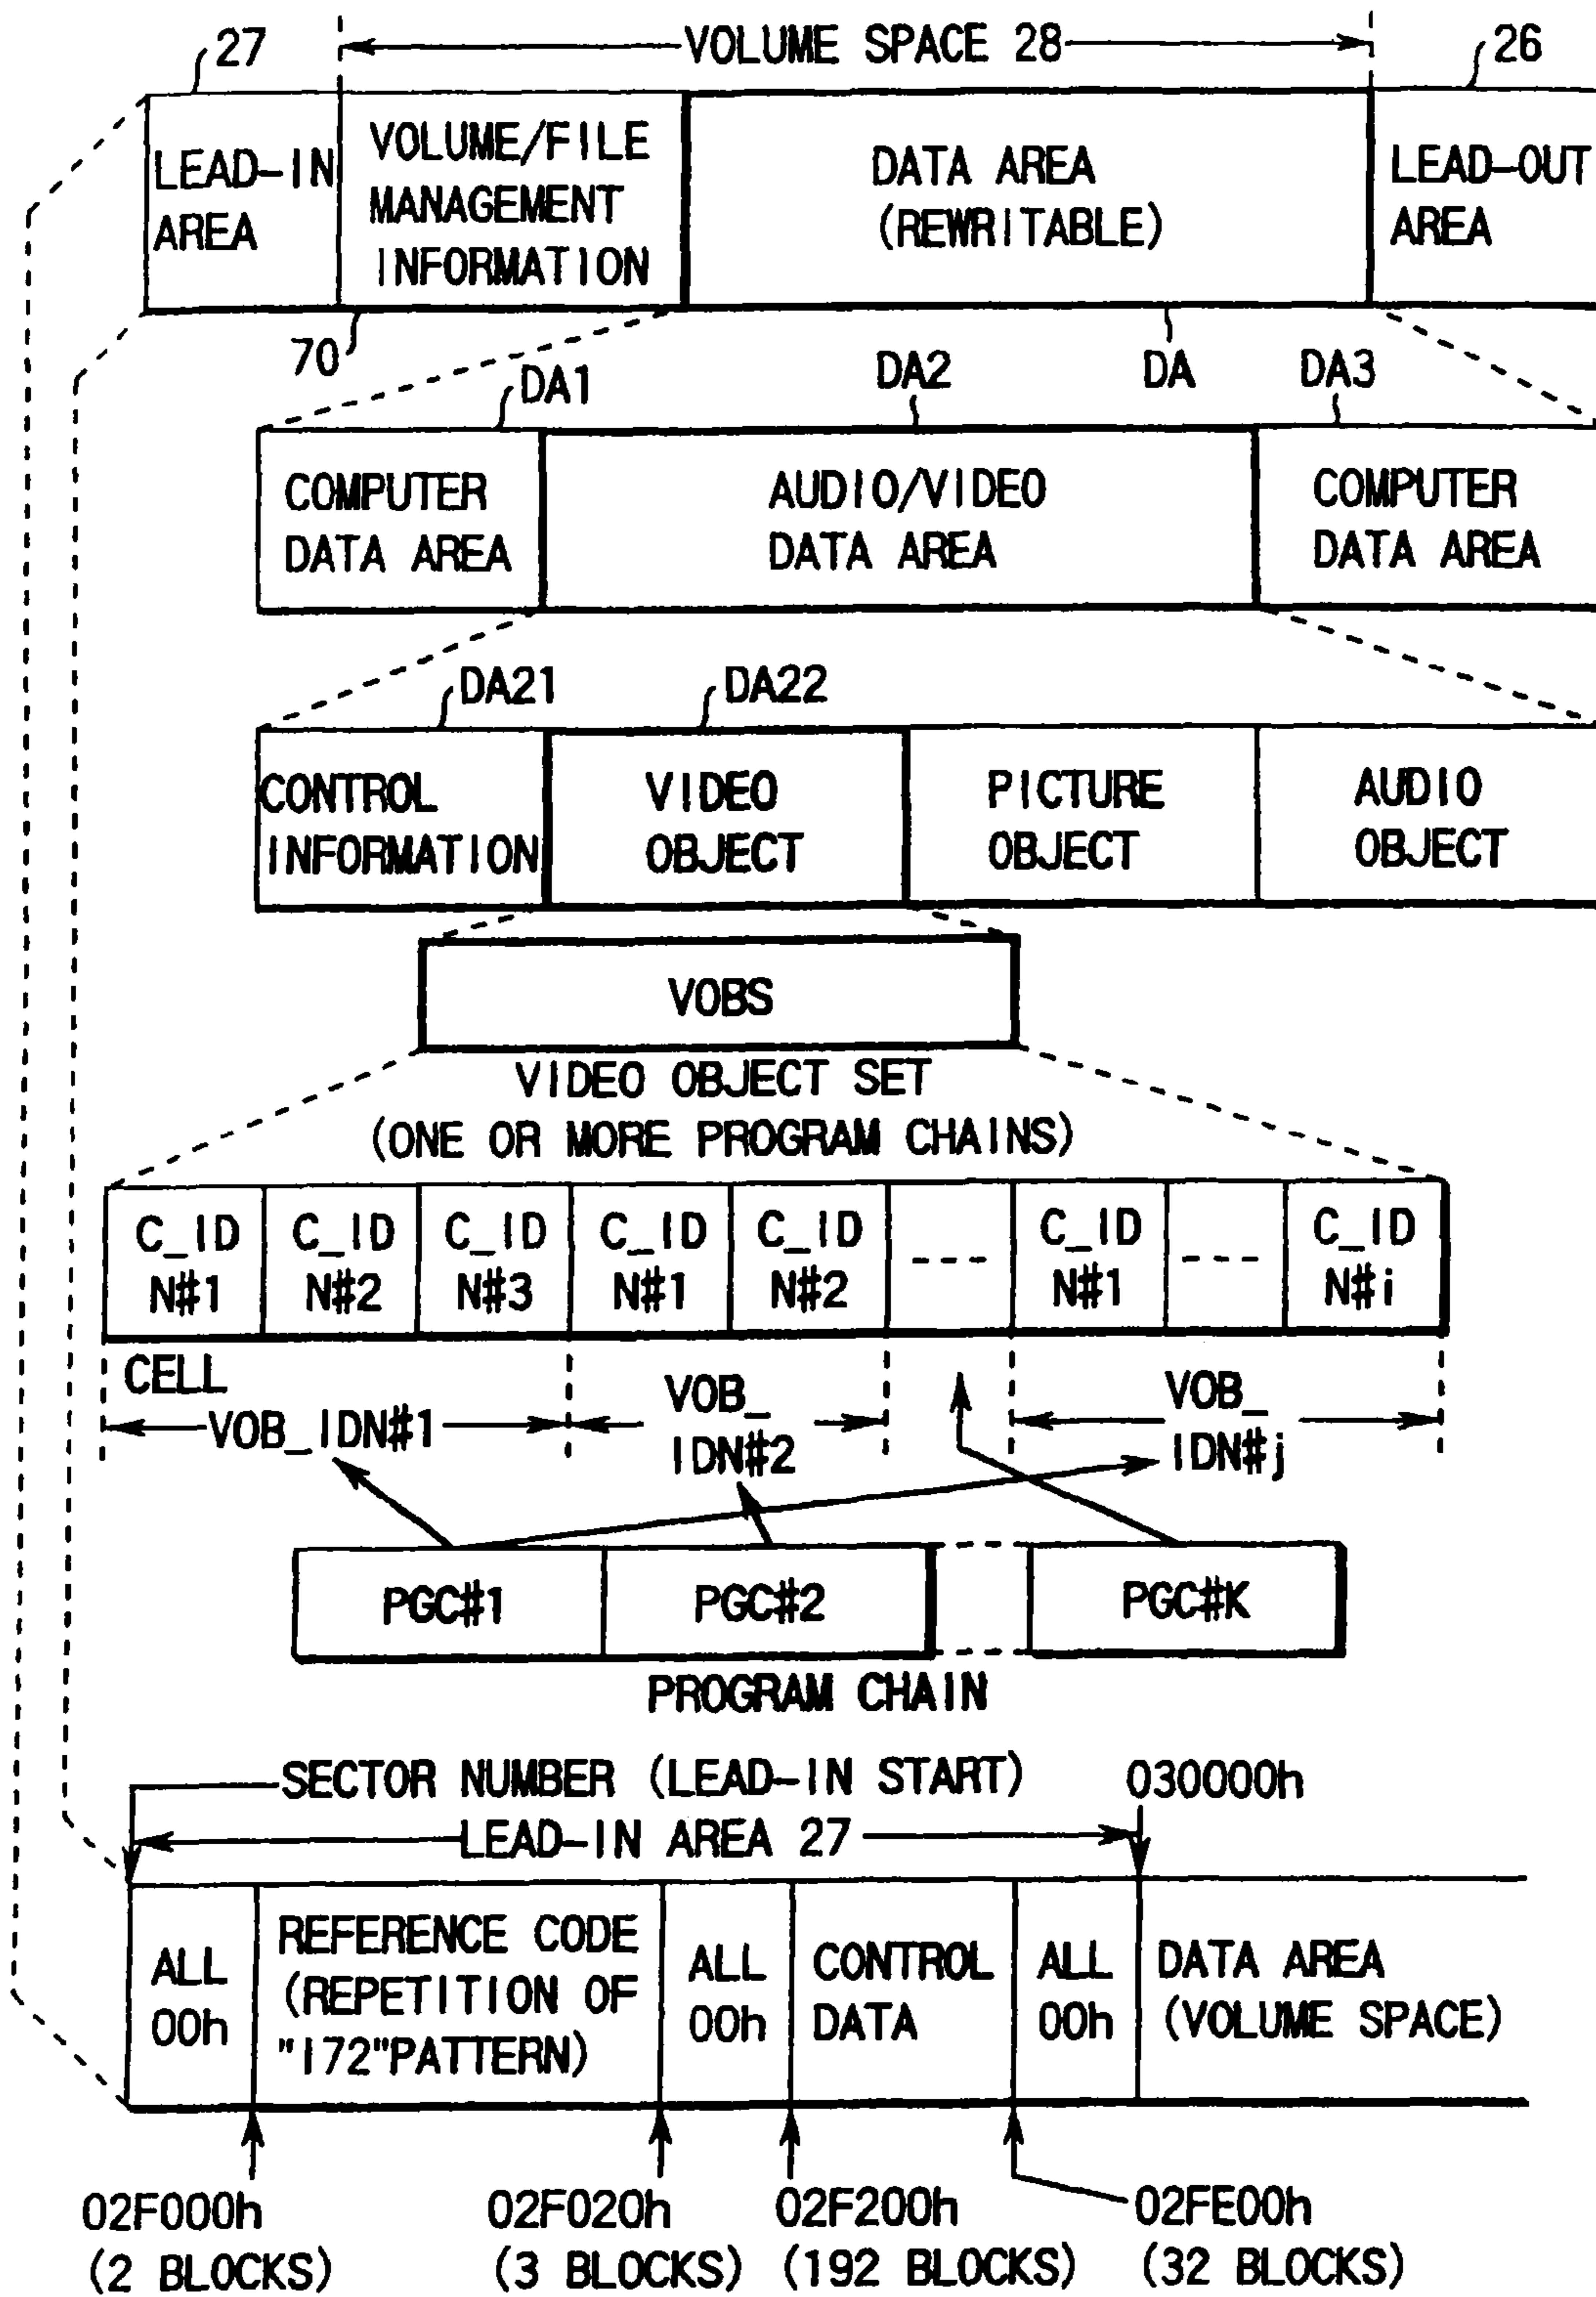 27
VOLUME SPACE 28
26
LEAD-IN
AREA
VOLUME/FILE
MANAGEMENT
INFORMATION
DATA AREA
(REWRITABLE)
LEAD-OUT
AREA
70
DA1
DA2
DA
DA3
COMPUTER
DATA AREA
AUDIO/VIDEO
DATA AREA
COMPUTER
DATA AREA
DA21
DA22
CONTROL
INFORMATION
VIDEO
OBJECT
PICTURE
OBJECT
AUDIO
OBJECT
VOBS
VIDEO OBJECT SET
(ONE OR MORE PROGRAM CHAINS)
C_ID
N#1
C_ID
N#2
C_ID
N#3
C_ID
N#1
C_ID
N#2
----
C_ID
N#1
----
C_ID
N#i
CELL
VOB_IDN#1
VOB_
IDN#2
VOB_
IDN#j
PGC#1
PGC#2
PGC#K
PROGRAM CHAIN
SECTOR NUMBER (LEAD-IN START)
030000h
LEAD-IN AREA 27
ALL
00h
REFERENCE CODE
(REPETITION OF
"172"PATTERN)
ALL
00h
CONTROL
DATA
ALL
00h
DATA AREA
(VOLUME SPACE)
02F000h
(2 BLOCKS)
02F020h
(3 BLOCKS)
02F200h
(192 BLOCKS)
02FE00h
(32 BLOCKS)